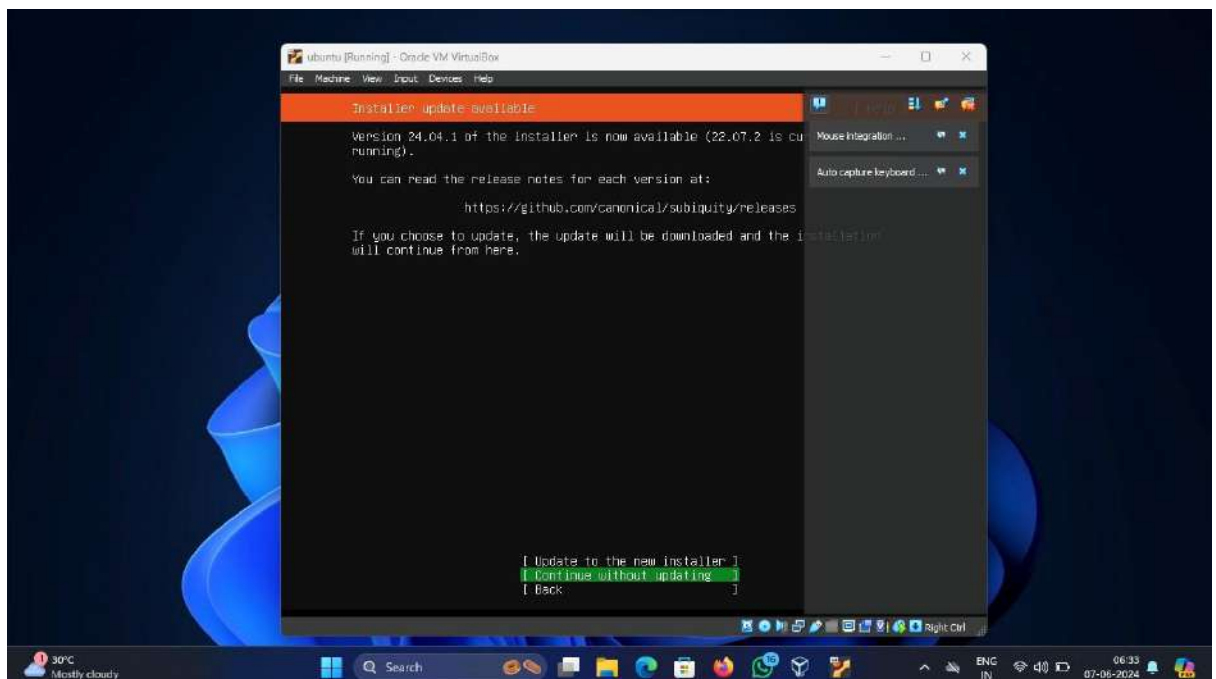 ubuntu [Running] - Oracle VM VirtualBox
File Machine View Input Devices Help
Installer update available
Version 24.04.1 of the installer is now available (22.07.2 is cu
running).
You can read the release notes for each version at:
https://github.com/canonical/subiquity/releases
If you choose to update, the update will be downloaded and the installation
will continue from here.
Mouse integration ...
Auto capture keyboard ...
[ Update to the new installer ]
[ Continue without updating ]
[ Back ]
Right Ctrl
1
30°C
Mostly cloudy
Search
16
ENG
IN
06:33
07-06-2024